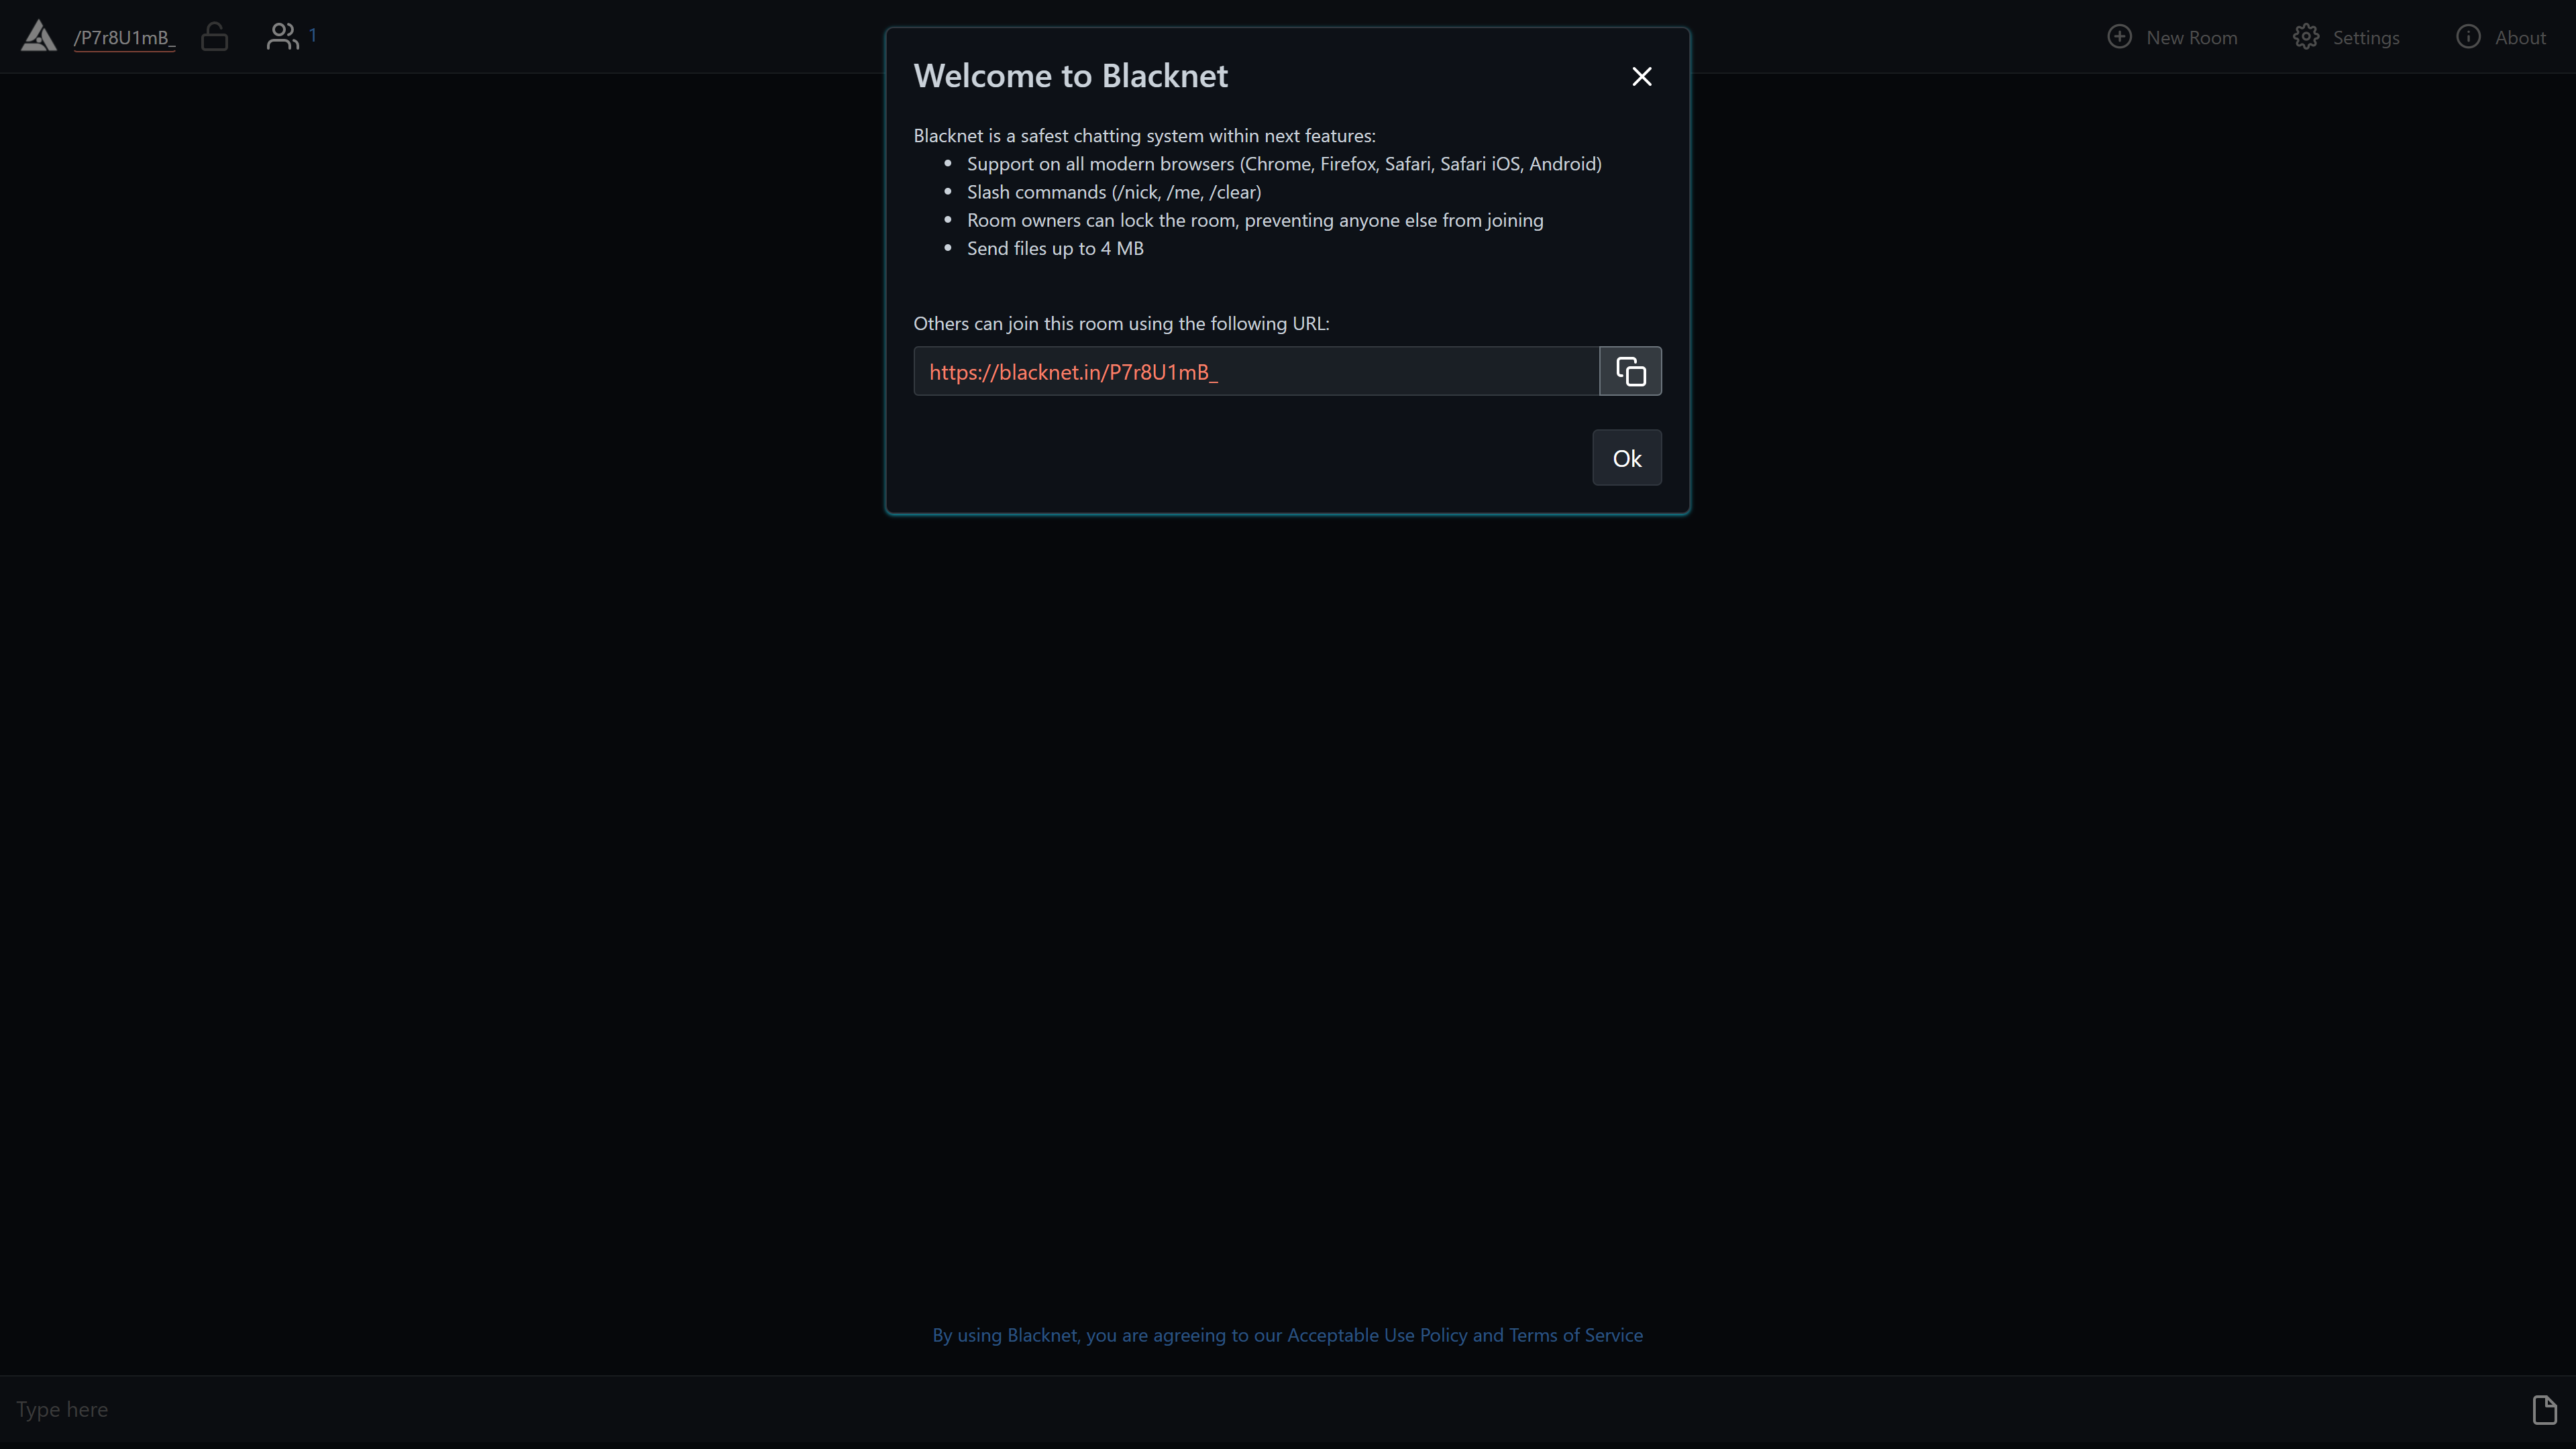 /P7r8U1mB_
1
New Room
Settings
About
Welcome to Blacknet
Blacknet is a safest chatting system within next features:
Support on all modern browsers (Chrome, Firefox, Safari, Safari iOS, Android)
Slash commands (/nick, /me, /clear)
Room owners can lock the room, preventing anyone else from joining
Send files up to 4 MB
Others can join this room using the following URL:
https://blacknet.in/P7r8U1mB_
Ok
By using Blacknet, you are agreeing to our Acceptable Use Policy and Terms of Service
Type here